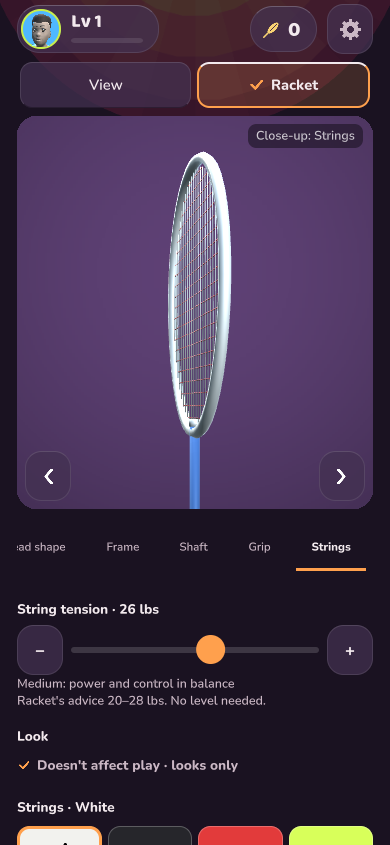 Lv 1
0
View
Racket
Close-up: Strings
ead shape
Frame
Shaft
Grip
Strings
String tension · 26 lbs
Medium: power and control in balance
Racket's advice 20–28 lbs. No level needed.
Look
Doesn't affect play · looks only
Strings · White